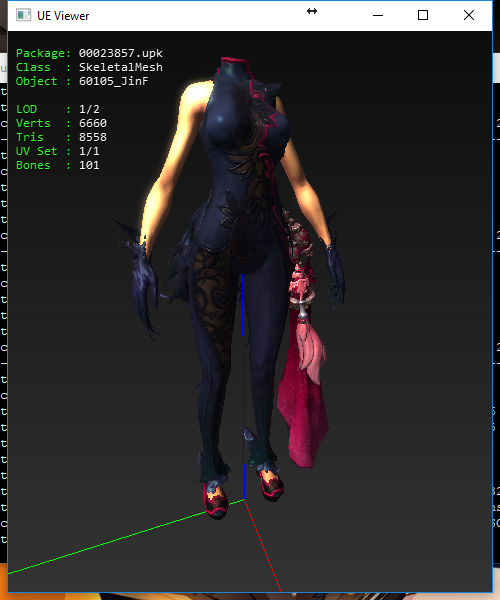 UE Viewer
Package: 00023857.upk
Class  : SkeletalMesh
Object : 60105_JinF
LOD    : 1/2
Verts  : 6660
Tris   : 8558
UV Set : 1/1
Bones  : 101